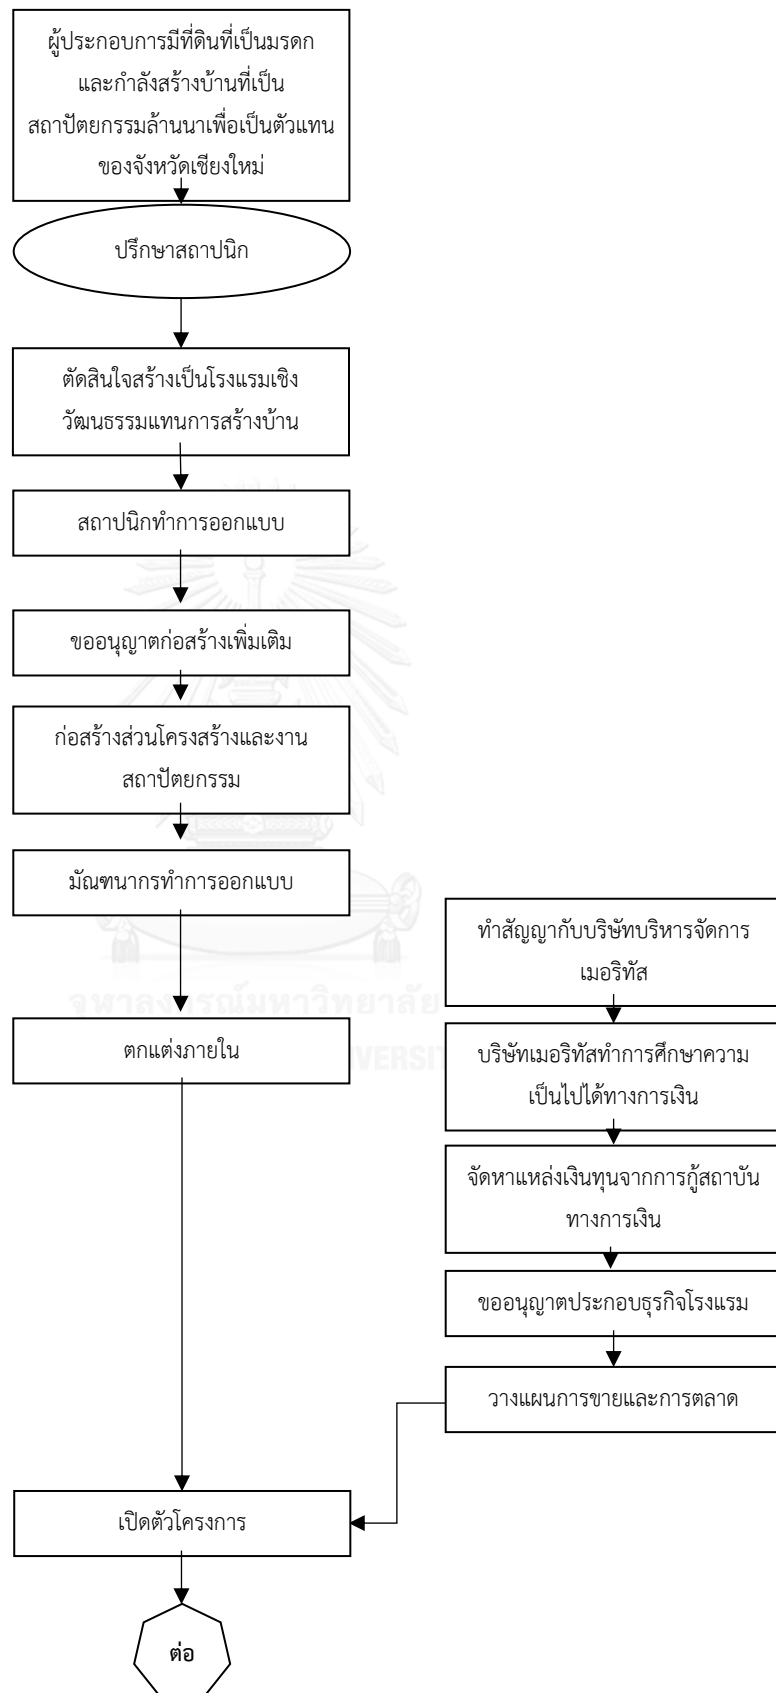 ผู้ประกอบการมีที่ดินที่เป็นมรดก
และกำลังสร้างบ้านที่เป็น
สถาปัตยกรรมล้านนาเพื่อเป็นตัวแทน
ของจังหวัดเชียงใหม่
ปรึกษาสถาปนิก
ตัดสินใจสร้างเป็นโรงแรมเชิง
วัฒนธรรมแทนการสร้างบ้าน
สถาปนิกทำการออกแบบ
ขออนุญาตก่อสร้างเพิ่มเติม
ก่อสร้างส่วนโครงสร้างและงาน
สถาปัตยกรรม
มัณฑนากรทำการออกแบบ
จุฬาลงกรณ์มหาวิทยาลัย
ตกแต่งภายใน
VERSIT
ทำสัญญากับบริษัทบริหารจัดการ
เมอริทัส
บริษัทเมอริทัสทำการศึกษาความ
เป็นไปได้ทางการเงิน
จัดหาแหล่งเงินทุนจากการกู้สถาบัน
ทางการเงิน
ขออนุญาตประกอบธุรกิจโรงแรม
วางแผนการขายและการตลาด
เปิดตัวโครงการ
ต่อ